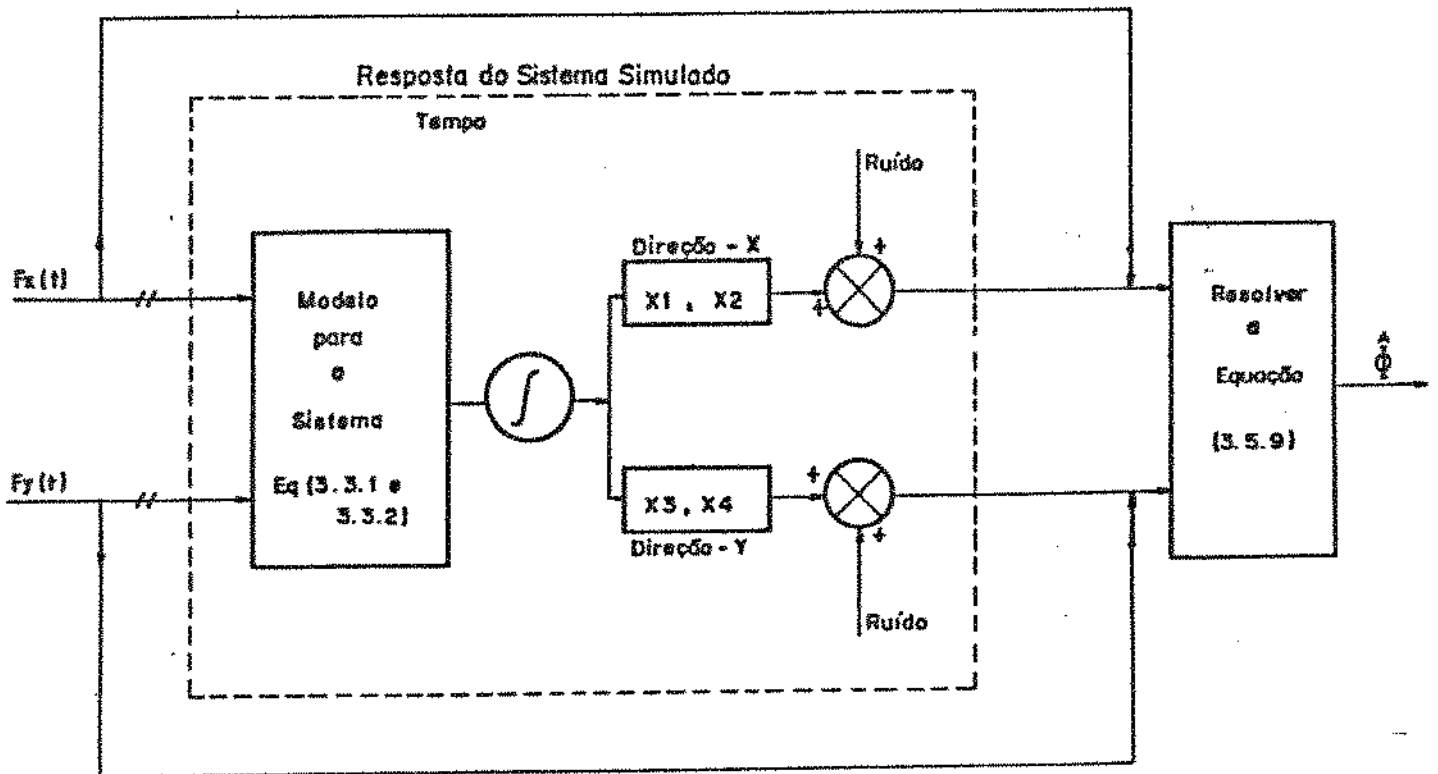 Resposta do Sistema Simulado
Tempo
Ruído
Direção - X
X1, X2
+
+
Fx(t)
Modelo
para
o
Sistema
Eq (3.3.1 e
3.3.2)
∫
Resolver
a
Equação
(3.5.9)
Φ̂
Fy(t)
X3, X4
Direção - Y
+
+
Ruído